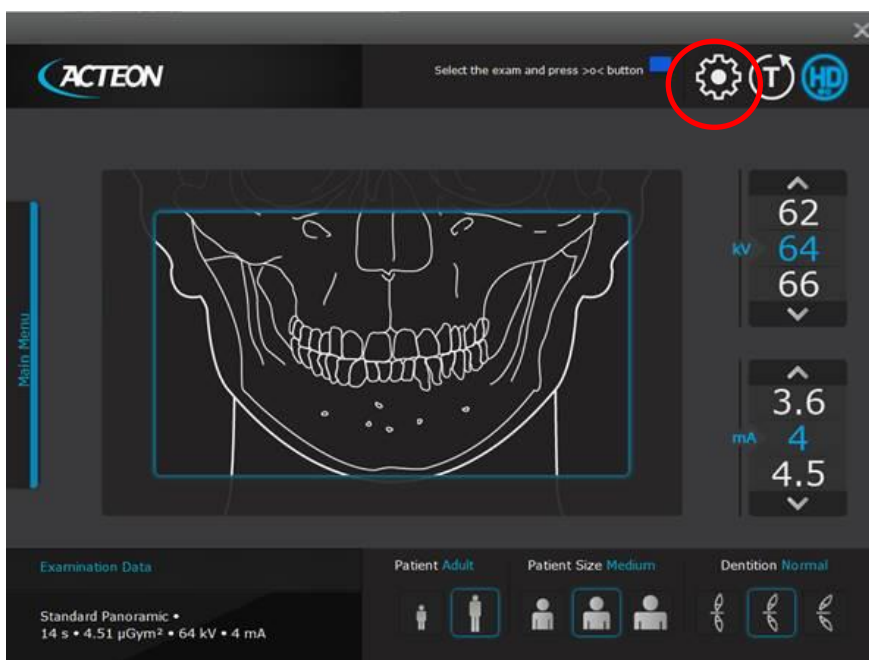 ACTEON
Select the exam and press >o< button
T
HD
62
kV 64
66
Main Menu
3.6
mA 4
4.5
Examination Data
Patient Adult
Patient Size Medium
Dentition Normal
Standard Panoramic •
14 s • 4.51 µGym² • 64 kV • 4 mA